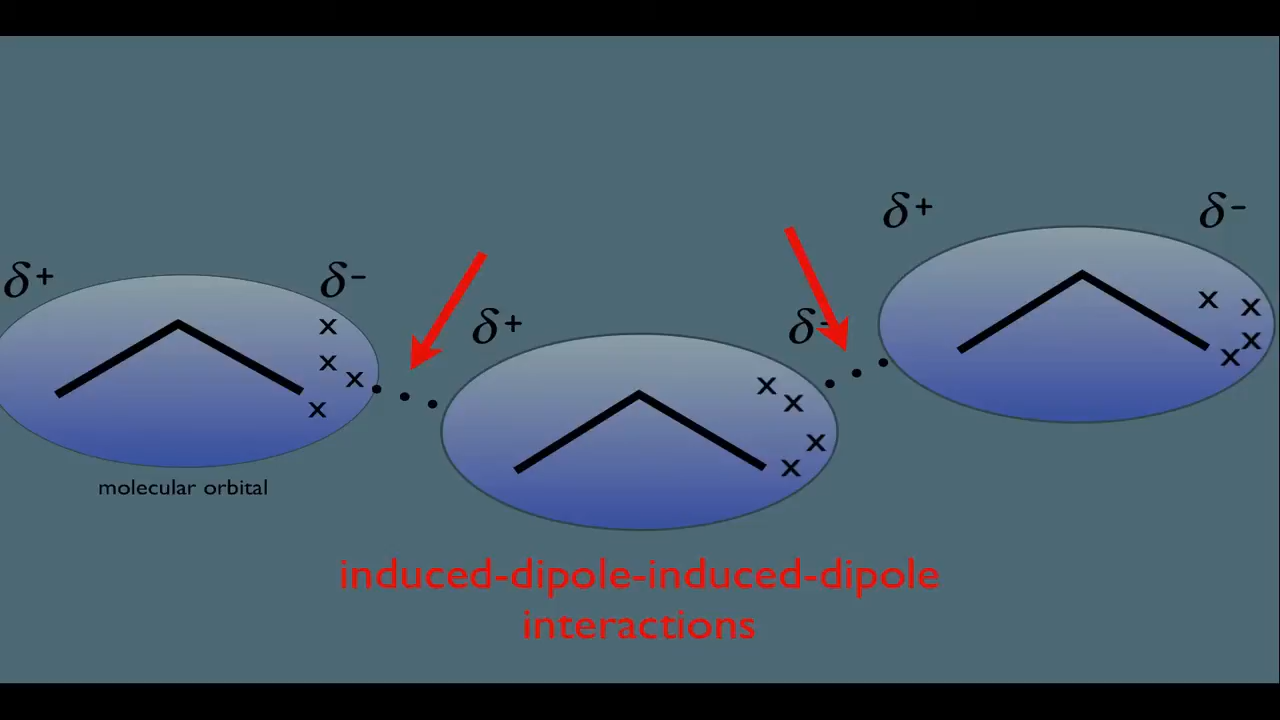 δ+ δ-
δ+ δ-
δ+ δ-
x x x x
x x x x
x x x x
molecular orbital
induced-dipole-induced-dipole
interactions